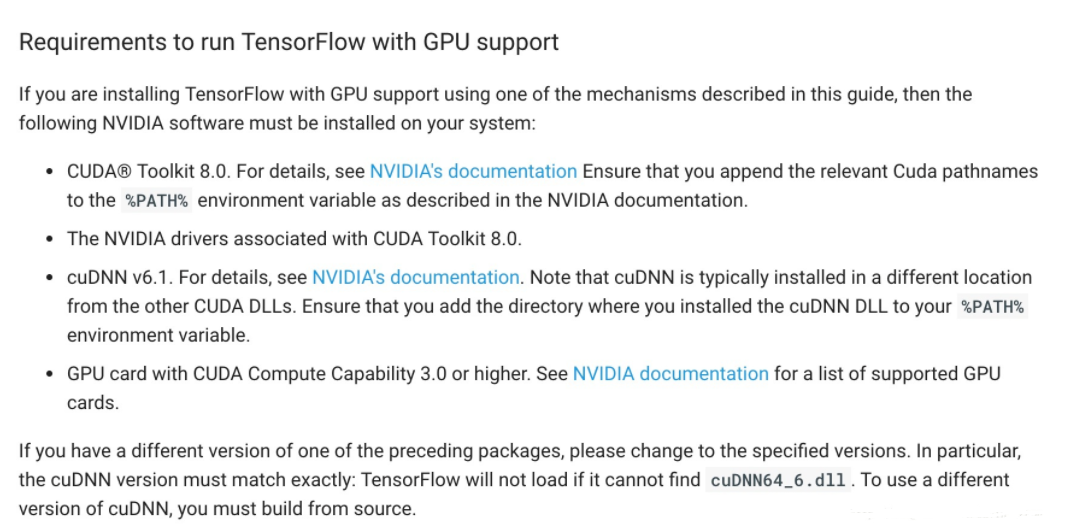 Requirements to run TensorFlow with GPU support
If you are installing TensorFlow with GPU support using one of the mechanisms described in this guide, then the
following NVIDIA software must be installed on your system:
• CUDA® Toolkit 8.0. For details, see NVIDIA's documentation Ensure that you append the relevant Cuda pathnames
to the %PATH% environment variable as described in the NVIDIA documentation.
• The NVIDIA drivers associated with CUDA Toolkit 8.0.
• cuDNN v6.1. For details, see NVIDIA's documentation. Note that cuDNN is typically installed in a different location
from the other CUDA DLLs. Ensure that you add the directory where you installed the cuDNN DLL to your %PATH%
environment variable.
• GPU card with CUDA Compute Capability 3.0 or higher. See NVIDIA documentation for a list of supported GPU
cards.
If you have a different version of one of the preceding packages, please change to the specified versions. In particular,
the cuDNN version must match exactly: TensorFlow will not load if it cannot find cuDNN64_6.dll. To use a different
version of cuDNN, you must build from source.